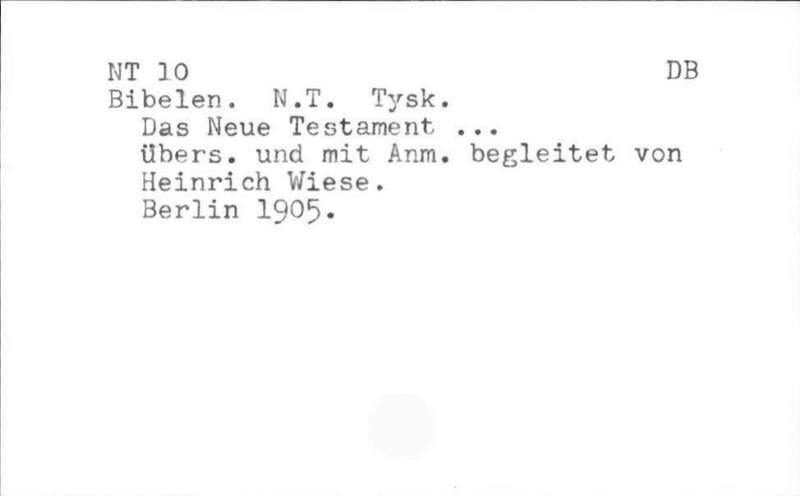 NT 10 DB
Bibelen. N.T. Tysk.
Das Neue Testament ...
übers. und mit Anm. begleitet von
Heinrich Wiese.
Berlin 1905.